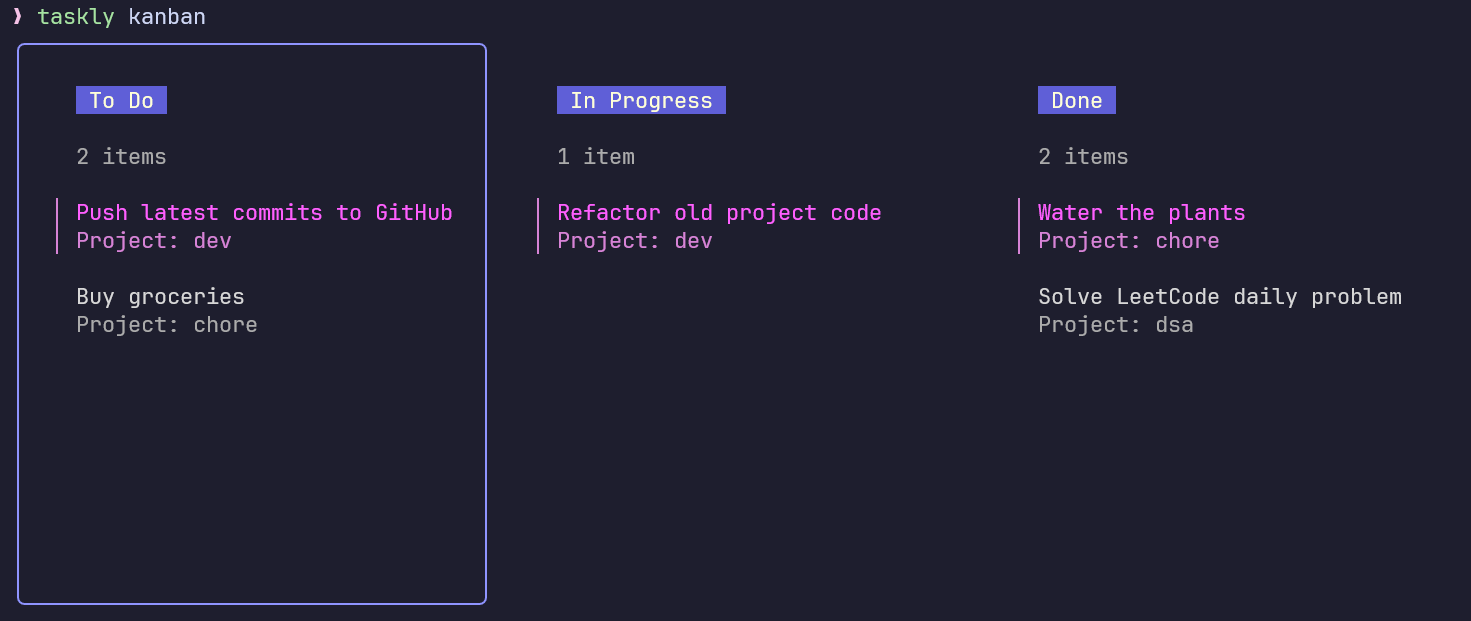 ❯ taskly kanban
To Do
2 items
Push latest commits to GitHub
Project: dev
Buy groceries
Project: chore
In Progress
1 item
Refactor old project code
Project: dev
Done
2 items
Water the plants
Project: chore
Solve LeetCode daily problem
Project: dsa